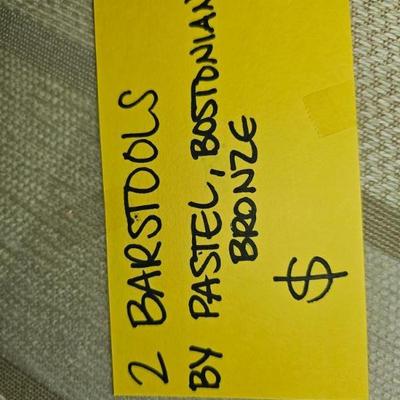 2 BARSTOOLS
BY PASTEL, BOSTONIAN
BRONZE
$